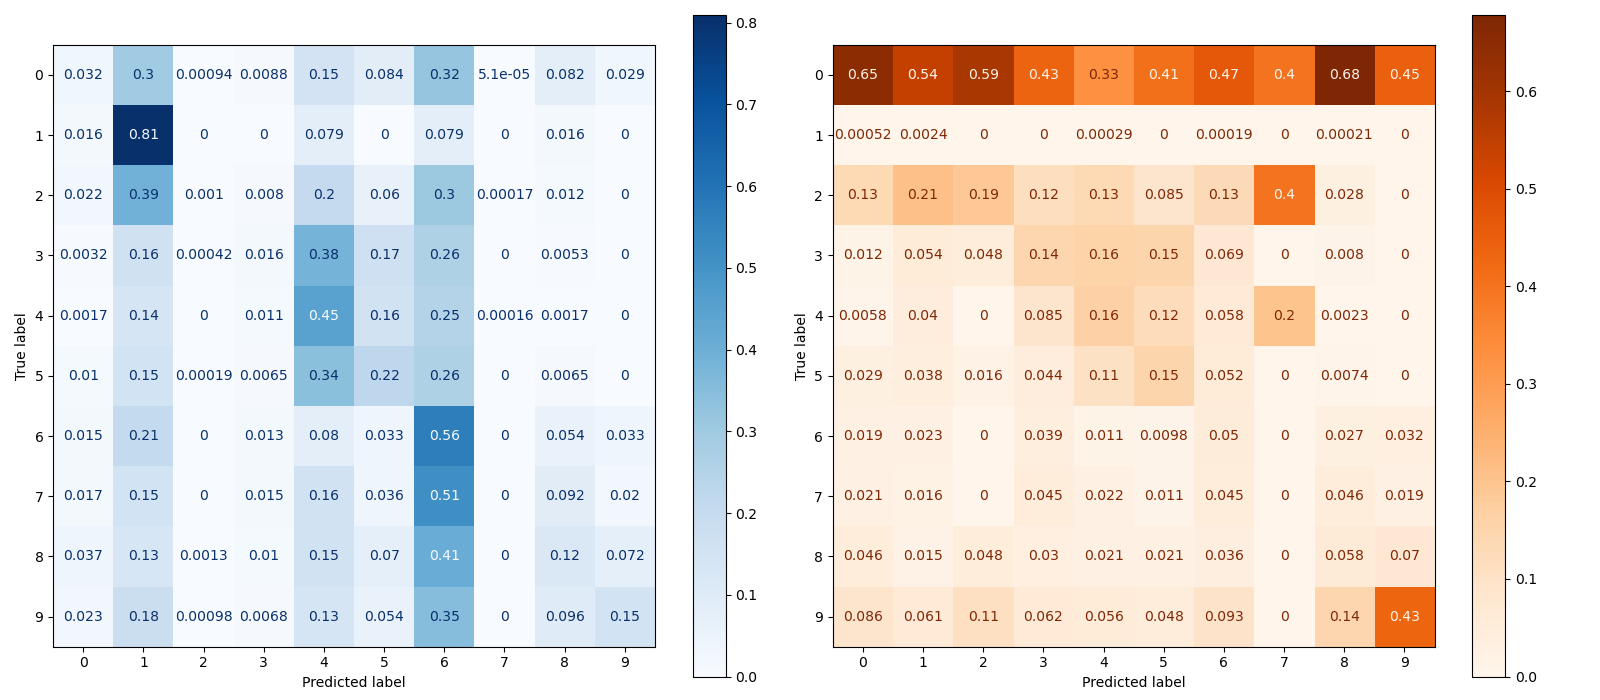 0 0.032 0.3 0.00094 0.0088 0.15 0.084 0.32 5.1e-05 0.082 0.029
1 0.016 0.81 0 0 0.079 0 0.079 0 0.016 0
2 0.022 0.39 0.001 0.008 0.2 0.06 0.3 0.00017 0.012 0
3 0.0032 0.16 0.00042 0.016 0.38 0.17 0.26 0 0.0053 0
4 0.0017 0.14 0 0.011 0.45 0.16 0.25 0.00016 0.0017 0
5 0.01 0.15 0.00019 0.0065 0.34 0.22 0.26 0 0.0065 0
6 0.015 0.21 0 0.013 0.08 0.033 0.56 0 0.054 0.033
7 0.017 0.15 0 0.015 0.16 0.036 0.51 0 0.092 0.02
8 0.037 0.13 0.0013 0.01 0.15 0.07 0.41 0 0.12 0.072
9 0.023 0.18 0.00098 0.0068 0.13 0.054 0.35 0 0.096 0.15
0 1 2 3 4 5 6 7 8 9
Predicted label
True label
0.8
0.7
0.6
0.5
0.4
0.3
0.2
0.1
0.0
0 0.65 0.54 0.59 0.43 0.33 0.41 0.47 0.4 0.68 0.45
1 0.00052 0.0024 0 0 0.00029 0 0.00019 0 0.00021 0
2 0.13 0.21 0.19 0.12 0.13 0.085 0.13 0.4 0.028 0
3 0.012 0.054 0.048 0.14 0.16 0.15 0.069 0 0.008 0
4 0.0058 0.04 0 0.085 0.16 0.12 0.058 0.2 0.0023 0
5 0.029 0.038 0.016 0.044 0.11 0.15 0.052 0 0.0074 0
6 0.019 0.023 0 0.039 0.011 0.0098 0.05 0 0.027 0.032
7 0.021 0.016 0 0.045 0.022 0.011 0.045 0 0.046 0.019
8 0.046 0.015 0.048 0.03 0.021 0.021 0.036 0 0.058 0.07
9 0.086 0.061 0.11 0.062 0.056 0.048 0.093 0 0.14 0.43
0 1 2 3 4 5 6 7 8 9
Predicted label
True label
0.6
0.5
0.4
0.3
0.2
0.1
0.0